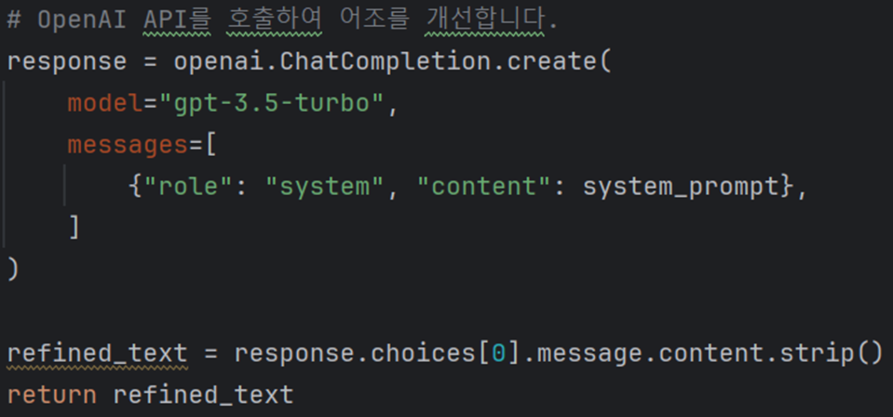 # OpenAI API를 호출하여 어조를 개선합니다.
response = openai.ChatCompletion.create(
    model="gpt-3.5-turbo",
    messages=[
        {"role": "system", "content": system_prompt},
    ]
)
refined_text = response.choices[0].message.content.strip()
return refined_text